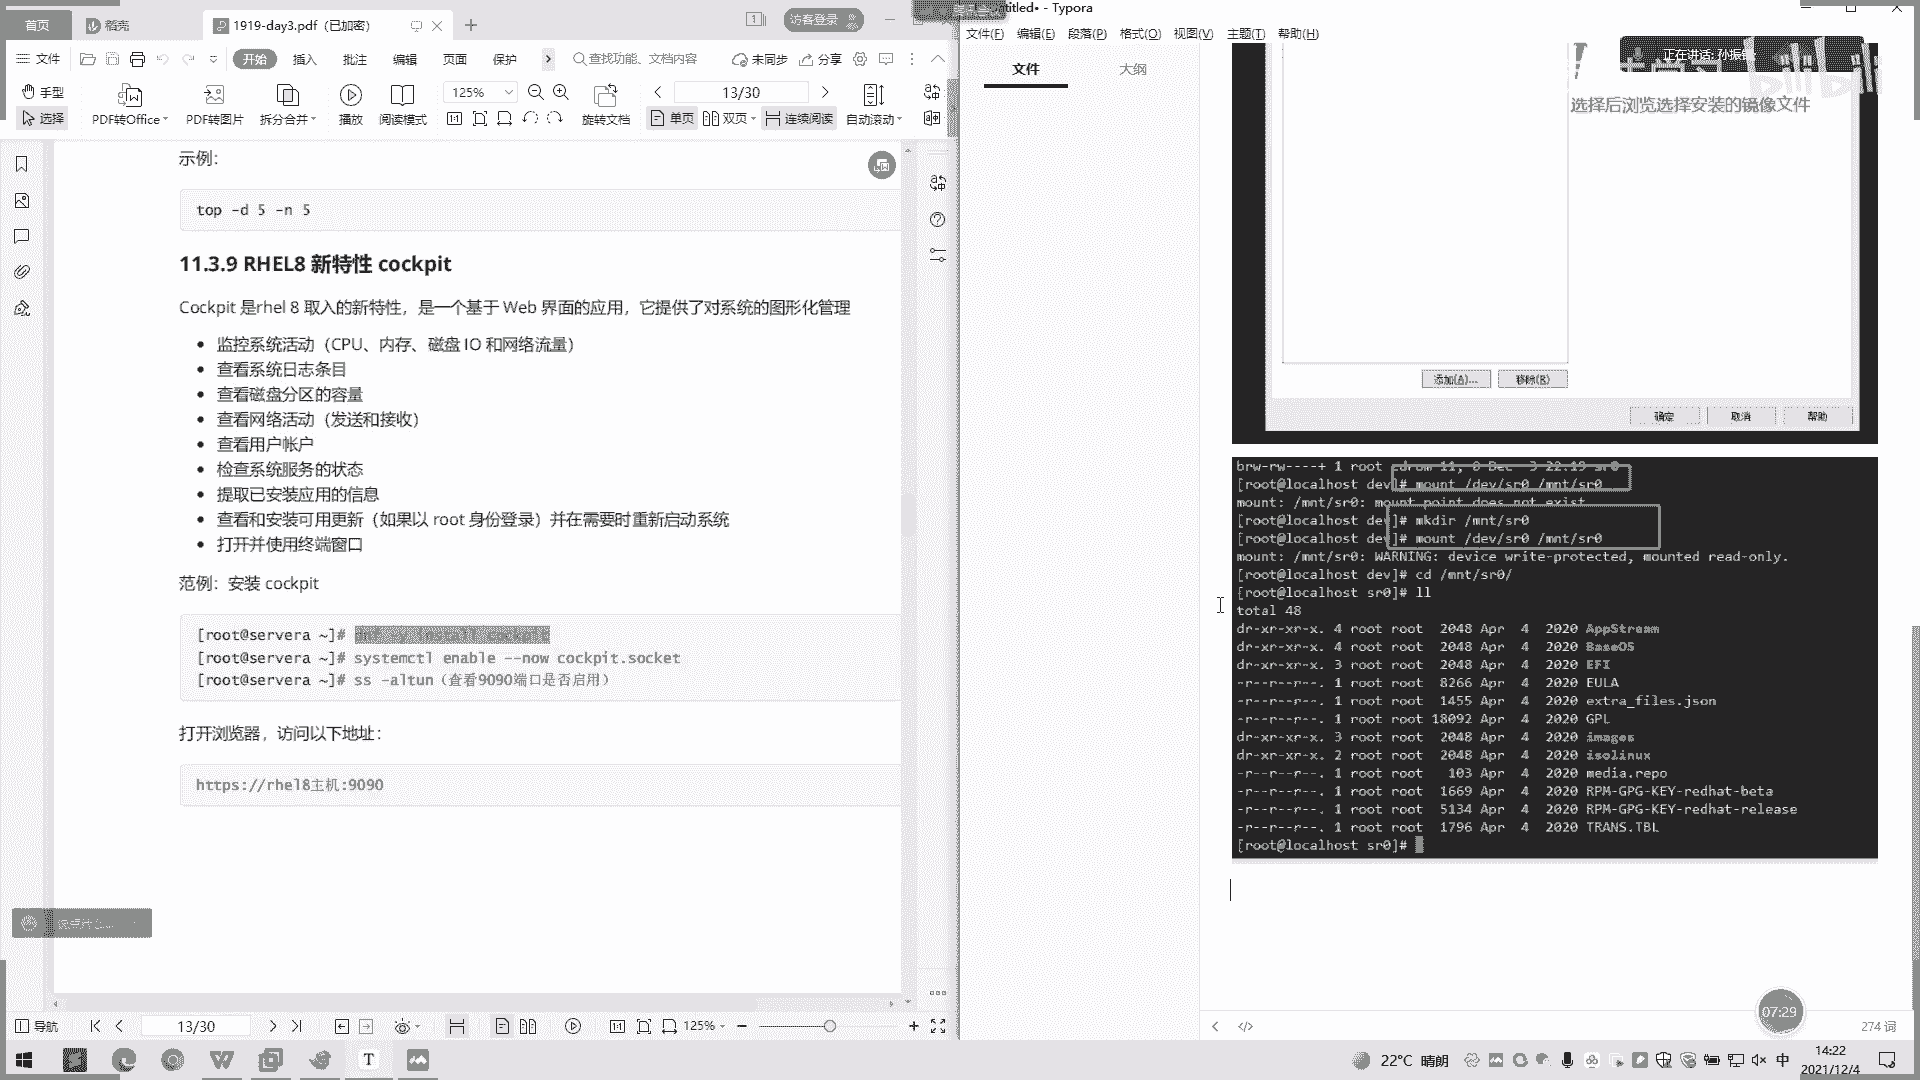 首页
稻壳
1919-day3.pdf（已加密）
访客登录
文件
开始
插入
批注
编辑
页面
保护
查找功能、文档内容
未同步
分享
手型
选择
PDF转Office
PDF转图片
拆分合并
播放
阅读模式
125%
旋转文档
13/30
单页
双页
连续阅读
自动滚动
示例：
top -d 5 -n 5
11.3.9 RHEL8 新特性 cockpit
Cockpit 是rhel 8 取入的新特性，是一个基于 Web 界面的应用，它提供了对系统的图形化管理
监控系统活动（CPU、内存、磁盘 IO 和网络流量）
查看系统日志条目
查看磁盘分区的容量
查看网络活动（发送和接收）
查看用户帐户
检查系统服务的状态
提取已安装应用的信息
查看和安装可用更新（如果以 root 身份登录）并在需要时重新启动系统
打开并使用终端窗口
范例：安装 cockpit
[root@servera ~]# dnf -y install cockpit
[root@servera ~]# systemctl enable --now cockpit.socket
[root@servera ~]# ss -altun（查看9090端口是否启用）
打开浏览器，访问以下地址：
https://rhel8主机:9090
导航
13/30
125%
- Typora
文件(F)
编辑(E)
段落(P)
格式(O)
视图(V)
主题(T)
帮助(H)
文件
大纲
正在讲话:
bilibili
选择后浏览选择安装的镜像文件
添加(A)...
移除(R)
确定
取消
帮助
brw-rw----+ 1 root cdrom 11, 0 Dec 3 22:19 sr0
[root@localhost dev]# mount /dev/sr0 /mnt/sr0
mount: /mnt/sr0: mount point does not exist
[root@localhost dev]# mkdir /mnt/sr0
[root@localhost dev]# mount /dev/sr0 /mnt/sr0
mount: /mnt/sr0: WARNING: device write-protected, mounted read-only.
[root@localhost dev]# cd /mnt/sr0/
[root@localhost sr0]# ll
total 48
dr-xr-xr-x. 4 root root 2048 Apr 4 2020 AppStream
dr-xr-xr-x. 4 root root 2048 Apr 4 2020 BaseOS
dr-xr-xr-x. 3 root root 2048 Apr 4 2020 EFI
-r--r--r--. 1 root root 8266 Apr 4 2020 EULA
-r--r--r--. 1 root root 1455 Apr 4 2020 extra_files.json
-r--r--r--. 1 root root 18092 Apr 4 2020 GPL
dr-xr-xr-x. 3 root root 2048 Apr 4 2020 images
dr-xr-xr-x. 2 root root 2048 Apr 4 2020 isolinux
-r--r--r--. 1 root root 103 Apr 4 2020 media.repo
-r--r--r--. 1 root root 1669 Apr 4 2020 RPM-GPG-KEY-redhat-beta
-r--r--r--. 1 root root 5134 Apr 4 2020 RPM-GPG-KEY-redhat-release
-r--r--r--. 1 root root 1796 Apr 4 2020 TRANS.TBL
[root@localhost sr0]#
07:29
274 词
22°C 晴朗
中
14:22
2021/12/4